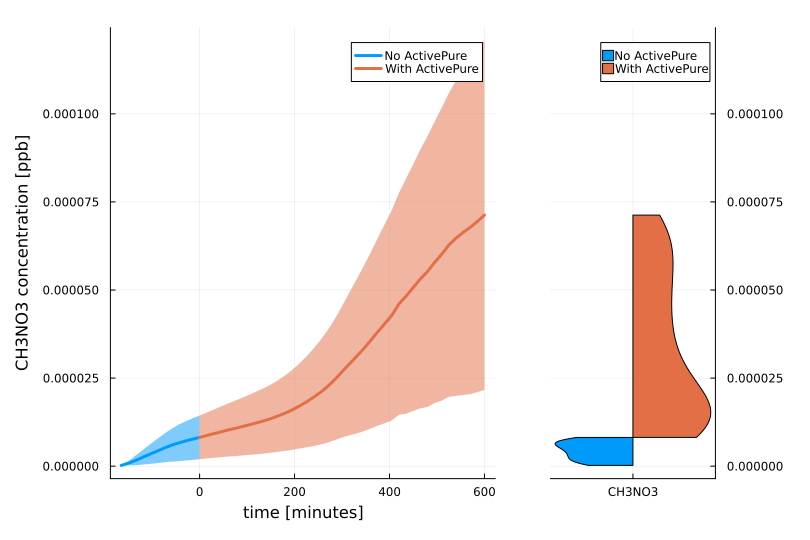 No ActivePure
With ActivePure
No ActivePure
With ActivePure
CH3NO3 concentration [ppb]
0.000100
0.000075
0.000050
0.000025
0.000000
0.000100
0.000075
0.000050
0.000025
0.000000
0
200
400
600
CH3NO3
time [minutes]